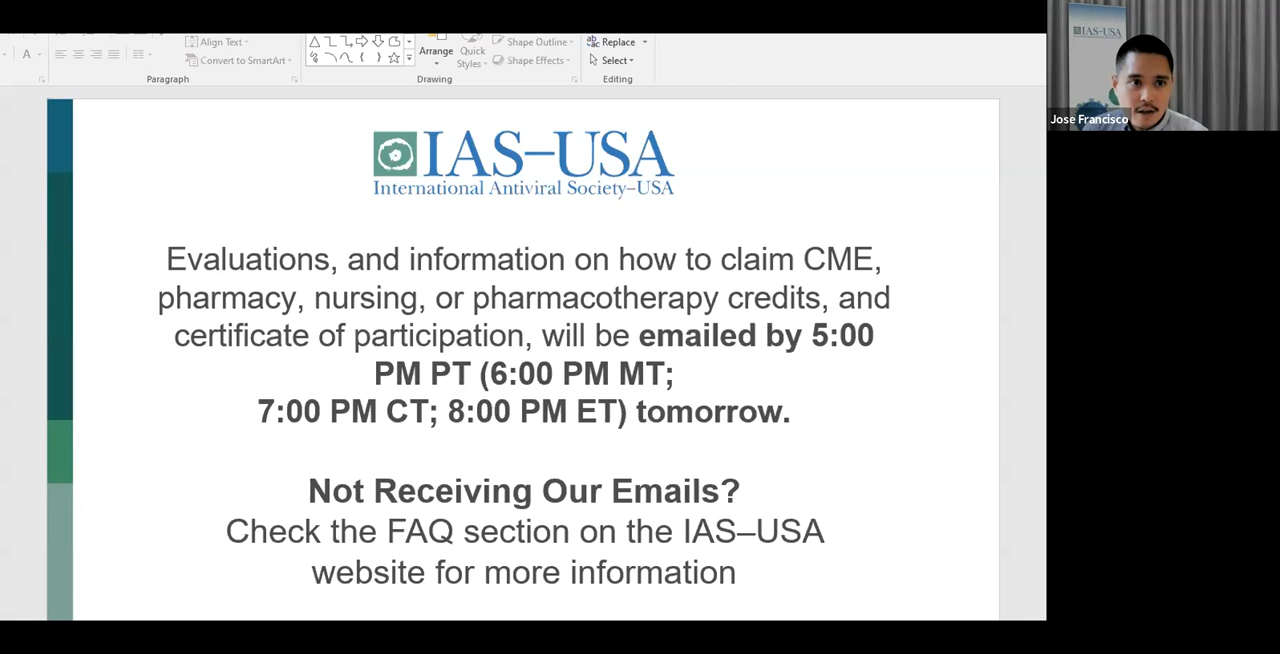 A
Align Text
Convert to SmartArt
Paragraph
Arrange
Quick
Styles
Shape Outline
Shape Effects
Drawing
Replace
Select
Editing
IAS–USA
International Antiviral Society–USA
Evaluations, and information on how to claim CME,
pharmacy, nursing, or pharmacotherapy credits, and
certificate of participation, will be emailed by 5:00
PM PT (6:00 PM MT;
7:00 PM CT; 8:00 PM ET) tomorrow.
Not Receiving Our Emails?
Check the FAQ section on the IAS–USA
website for more information
IAS–USA
Jose Francisco